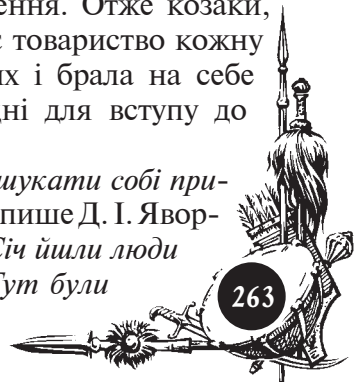 ення. Отже козаки,
товариство кожну
их і брала на себе
дні для вступу до
шукати собі при-
пише Д. І. Явор-
Січ йшли люди
Тут були
263